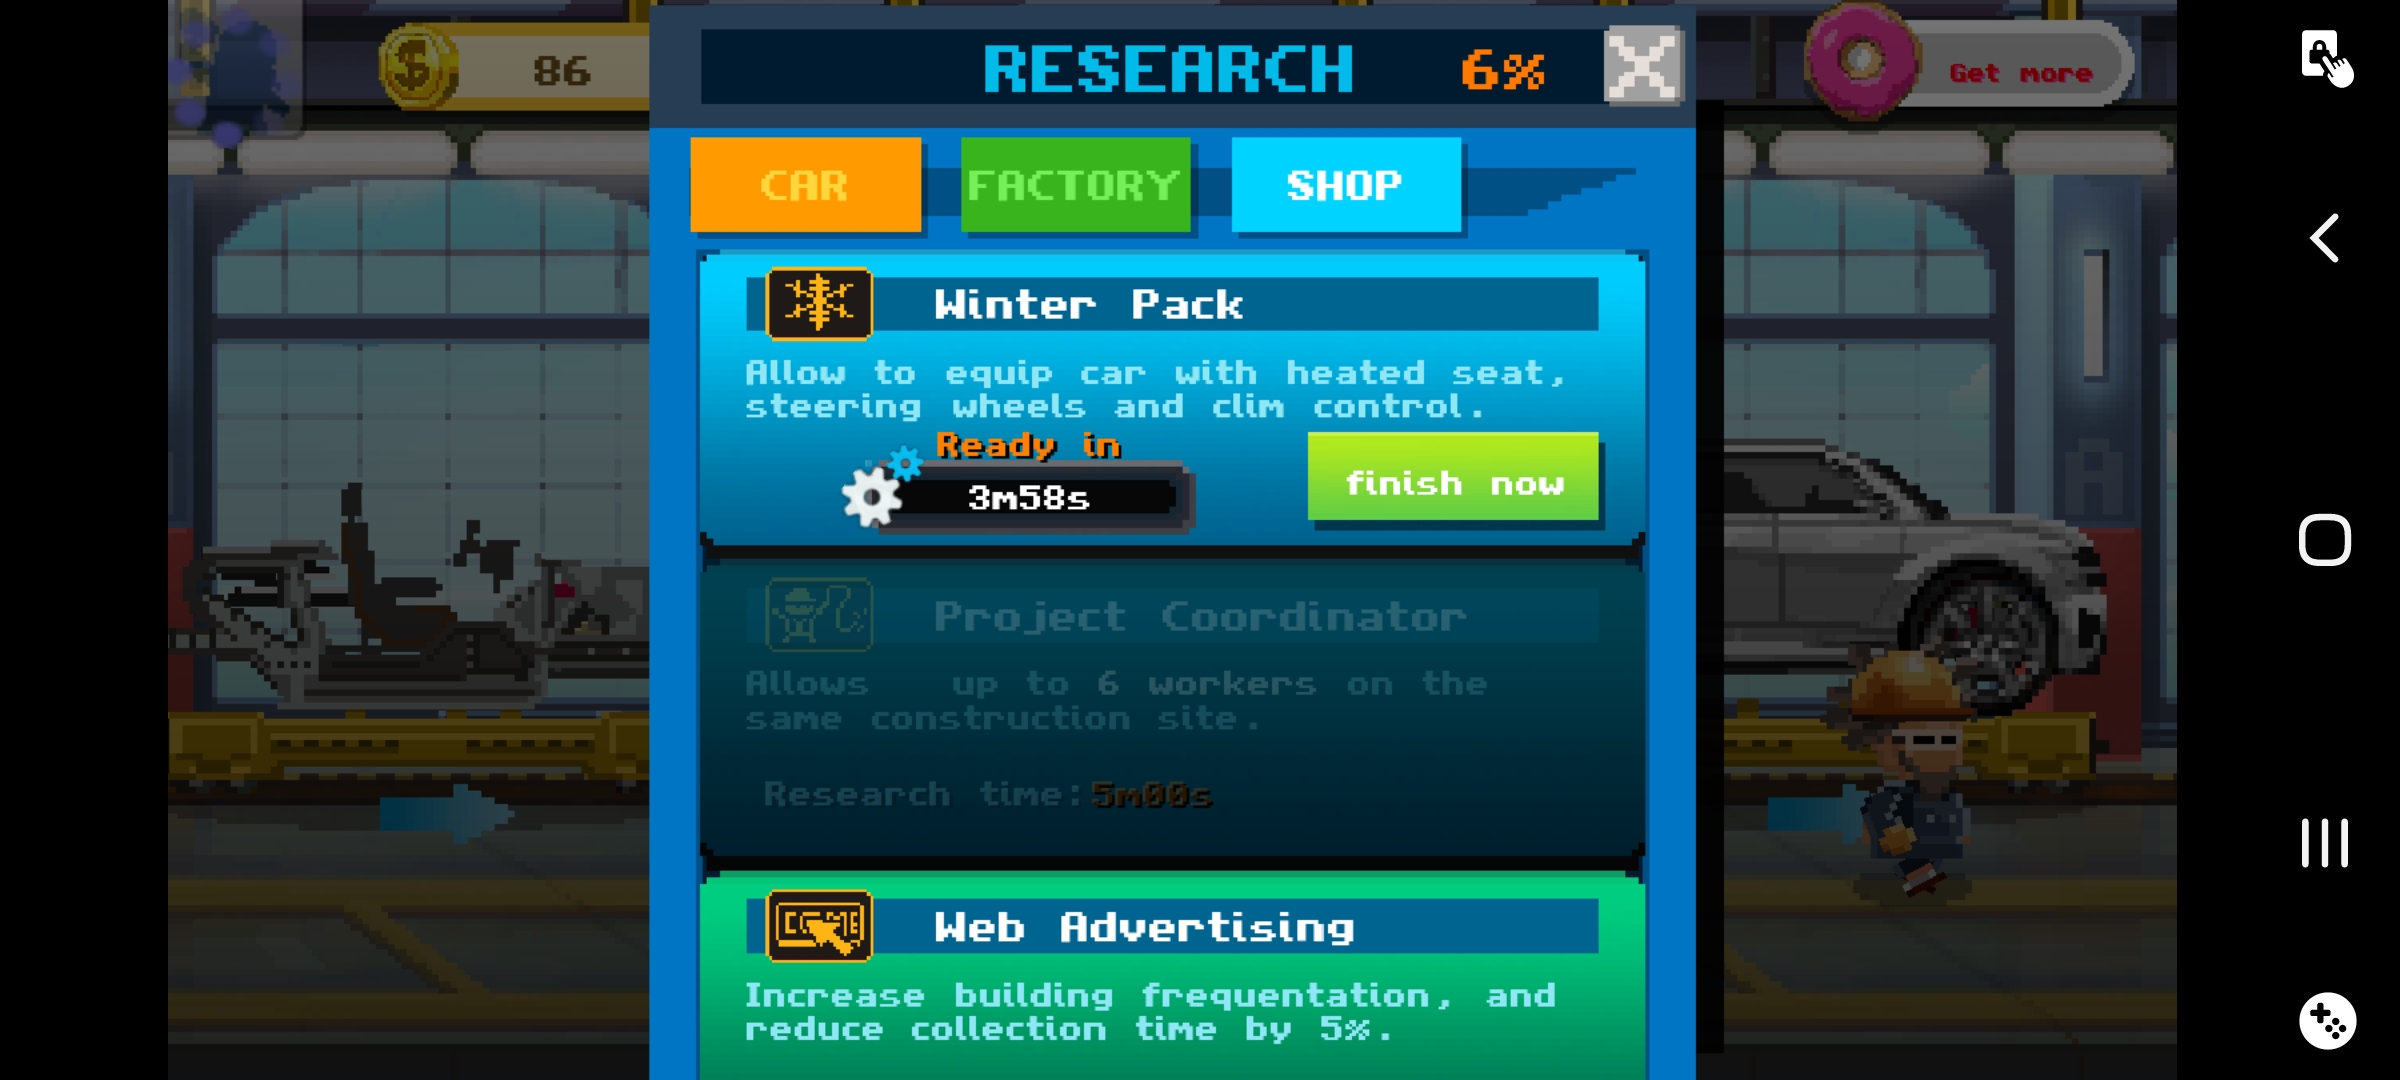 86
RESEARCH 6%
Get more
CAR FACTORY SHOP
Winter Pack
Allow to equip car with heated seat,
steering wheels and clim control.
Ready in
3m58s
finish now
Project Coordinator
Allows up to 6 workers on the
same construction site.
Research time:5m00s
Web Advertising
Increase building frequentation, and
reduce collection time by 5%.